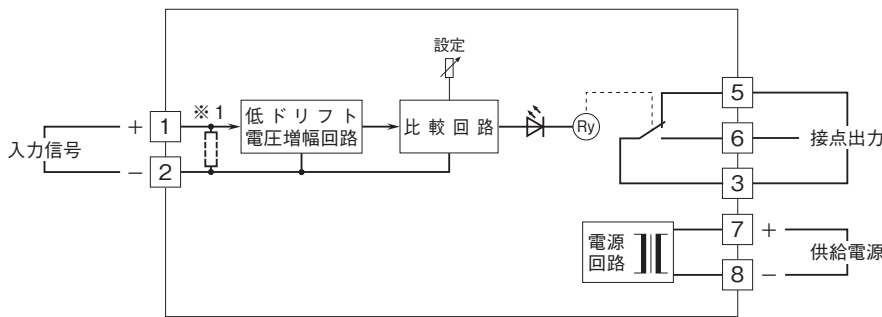 設定
※1
低ドリフト
電圧増幅回路
比較回路
Ry
入力信号
+
1
−
2
5
6
3
接点出力
電源
回路
7
+
8
−
供給電源